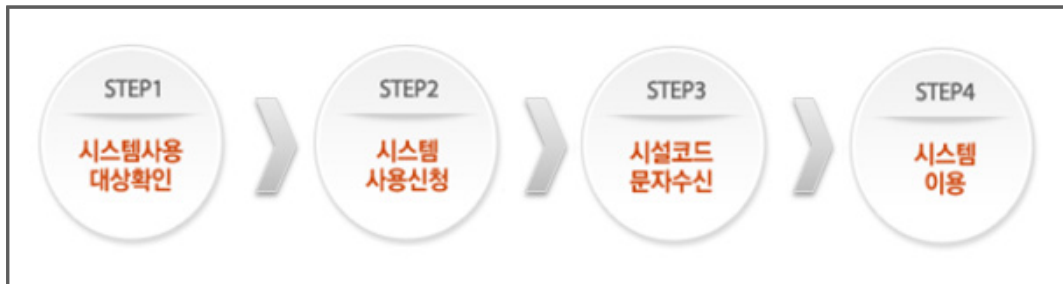 STEP1
시스템사용
대상확인
STEP2
시스템
사용신청
STEP3
시설코드
문자수신
STEP4
시스템
이용